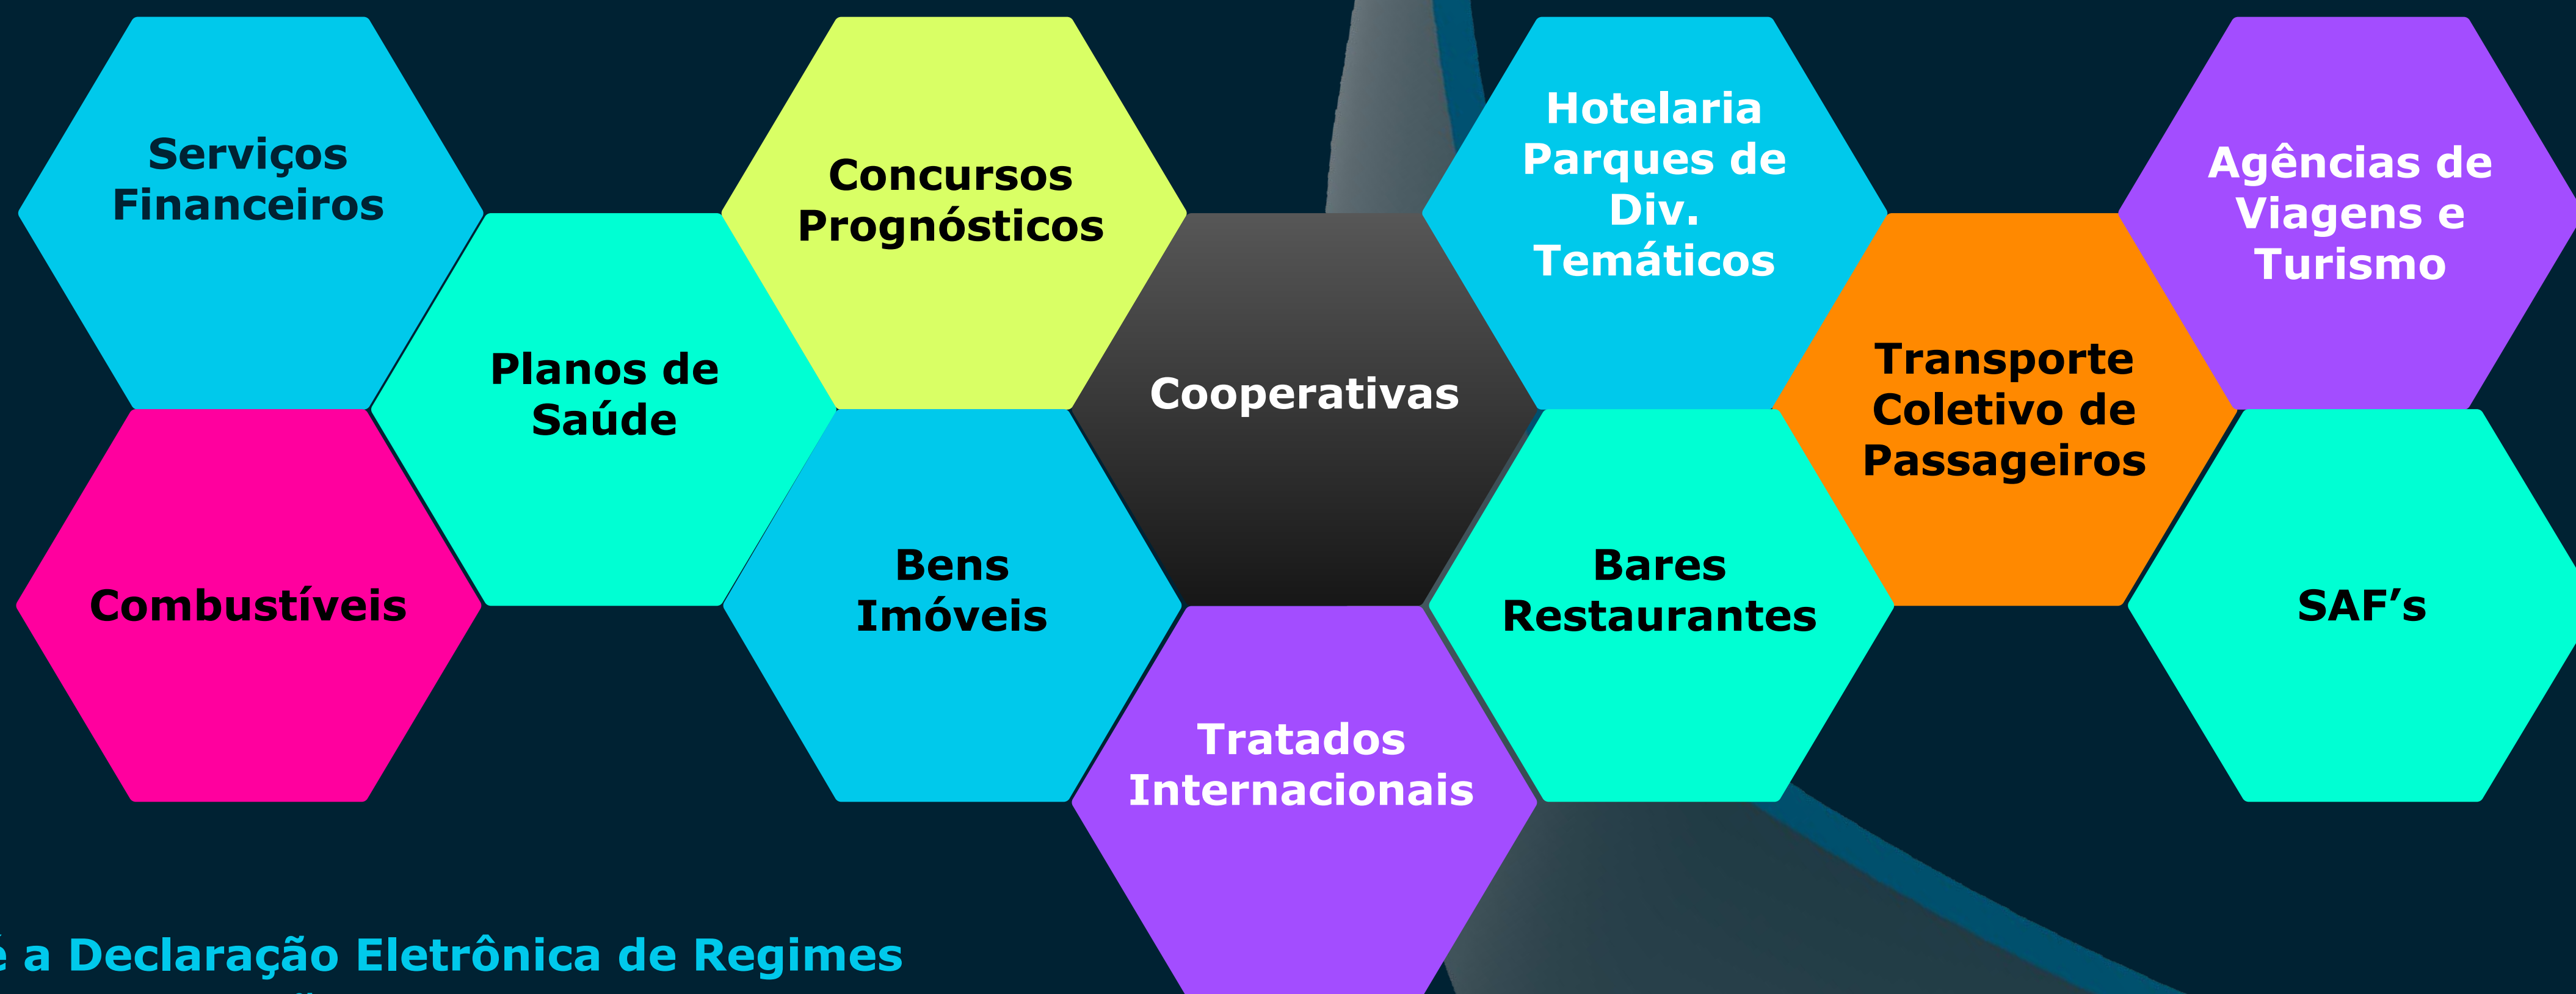 Serviços
Financeiros
Concursos
Prognósticos
Hotelaria
Parques de
Div.
Temáticos
Agências de
Viagens e
Turismo
Planos de
Saúde
Cooperativas
Transporte
Coletivo de
Passageiros
Combustíveis
Bens
Imóveis
Bares
Restaurantes
SAF’s
Tratados
Internacionais
é a Declaração Eletrônica de Regimes